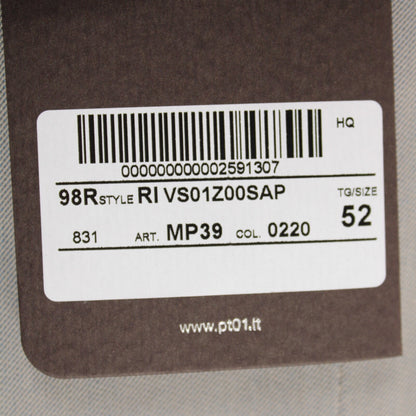 HQ
000000000002591307
98R STYLE RI VS01Z00SAP TG/SIZE
831 ART. MP39 COL. 0220 52
www.pt01.it